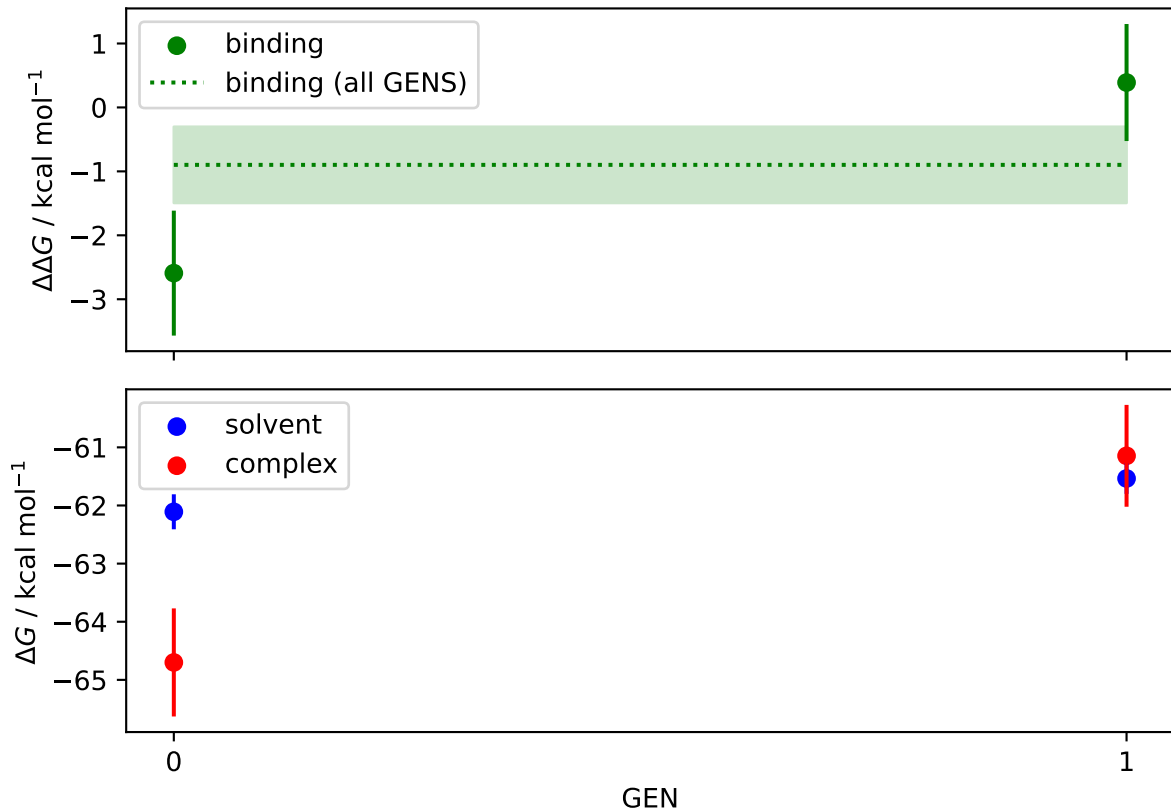 binding
binding (all GENS)
1
0
−1
−2
−3
ΔΔG / kcal mol⁻¹
solvent
complex
−61
−62
−63
−64
−65
ΔG / kcal mol⁻¹
0
1
GEN